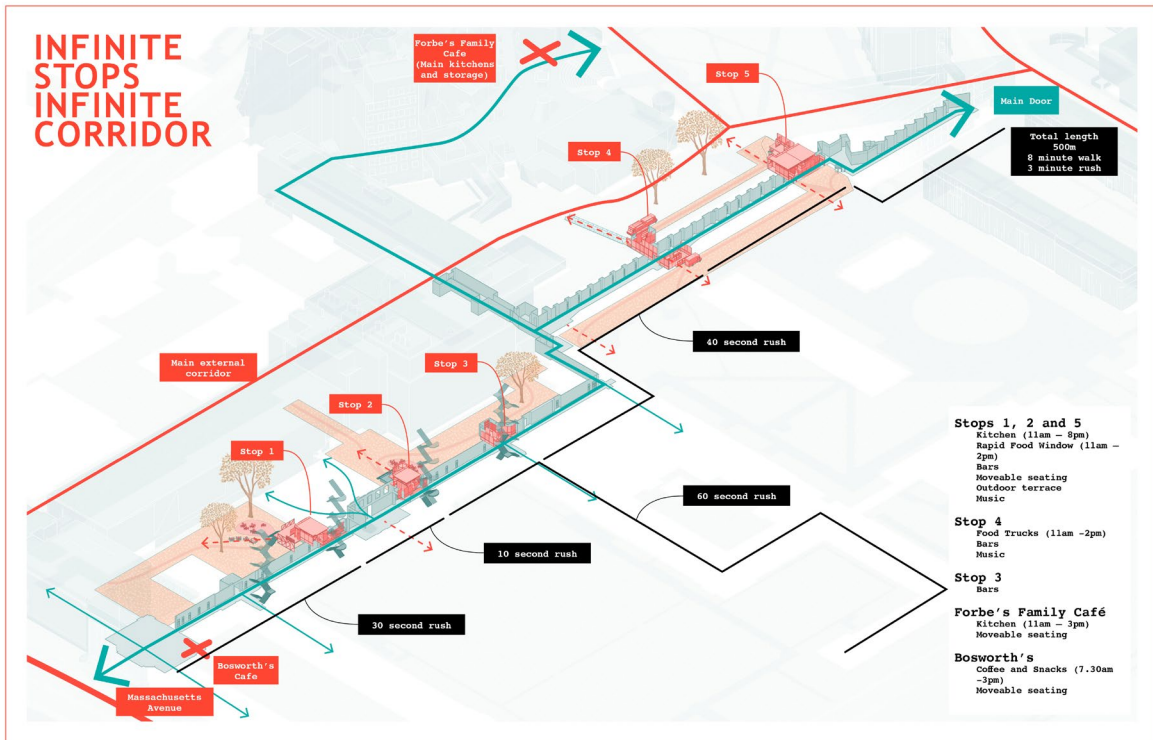 INFINITE
STOPS
INFINITE
CORRIDOR
Forbe's Family
Cafe
(Main kitchens
and storage)
Stop 5
Main Door
Total length
500m
8 minute walk
3 minute rush
Stop 4
40 second rush
Main external
corridor
Stop 3
Stop 2
Stop 1
60 second rush
10 second rush
30 second rush
Bosworth's
Cafe
Massachusetts
Avenue
Stops 1, 2 and 5
Kitchen (11am – 8pm)
Rapid Food Window (11am –
2pm)
Bars
Moveable seating
Outdoor terrace
Music
Stop 4
Food Trucks (11am -2pm)
Bars
Music
Stop 3
Bars
Forbe's Family Café
Kitchen (11am – 3pm)
Moveable seating
Bosworth's
Coffee and Snacks (7.30am
-3pm)
Moveable seating